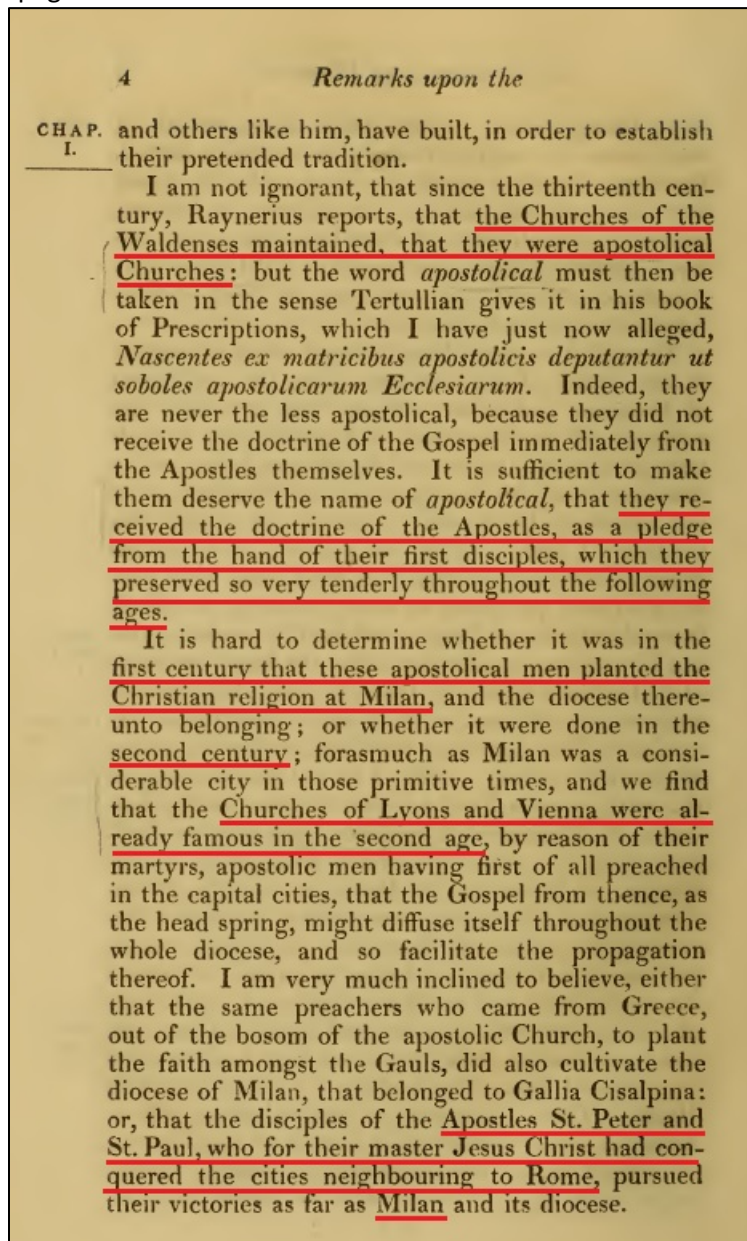 4 Remarks upon the
CHAP. I.
and others like him, have built, in order to establish
their pretended tradition.
I am not ignorant, that since the thirteenth cen-
tury, Raynerius reports, that the Churches of the
Waldenses maintained, that they were apostolical
Churches: but the word apostolical must then be
taken in the sense Tertullian gives it in his book
of Prescriptions, which I have just now alleged,
Nascentes ex matricibus apostolicis deputantur ut
soboles apostolicarum Ecclesiarum. Indeed, they
are never the less apostolical, because they did not
receive the doctrine of the Gospel immediately from
the Apostles themselves. It is sufficient to make
them deserve the name of apostolical, that they re-
ceived the doctrine of the Apostles, as a pledge
from the hand of their first disciples, which they
preserved so very tenderly throughout the following
ages.
It is hard to determine whether it was in the
first century that these apostolical men planted the
Christian religion at Milan, and the diocese there-
unto belonging; or whether it were done in the
second century; forasmuch as Milan was a consi-
derable city in those primitive times, and we find
that the Churches of Lyons and Vienna were al-
ready famous in the second age, by reason of their
martyrs, apostolic men having first of all preached
in the capital cities, that the Gospel from thence, as
the head spring, might diffuse itself throughout the
whole diocese, and so facilitate the propagation
thereof. I am very much inclined to believe, either
that the same preachers who came from Greece,
out of the bosom of the apostolic Church, to plant
the faith amongst the Gauls, did also cultivate the
diocese of Milan, that belonged to Gallia Cisalpina:
or, that the disciples of the Apostles St. Peter and
St. Paul, who for their master Jesus Christ had con-
quered the cities neighbouring to Rome, pursued
their victories as far as Milan and its diocese.